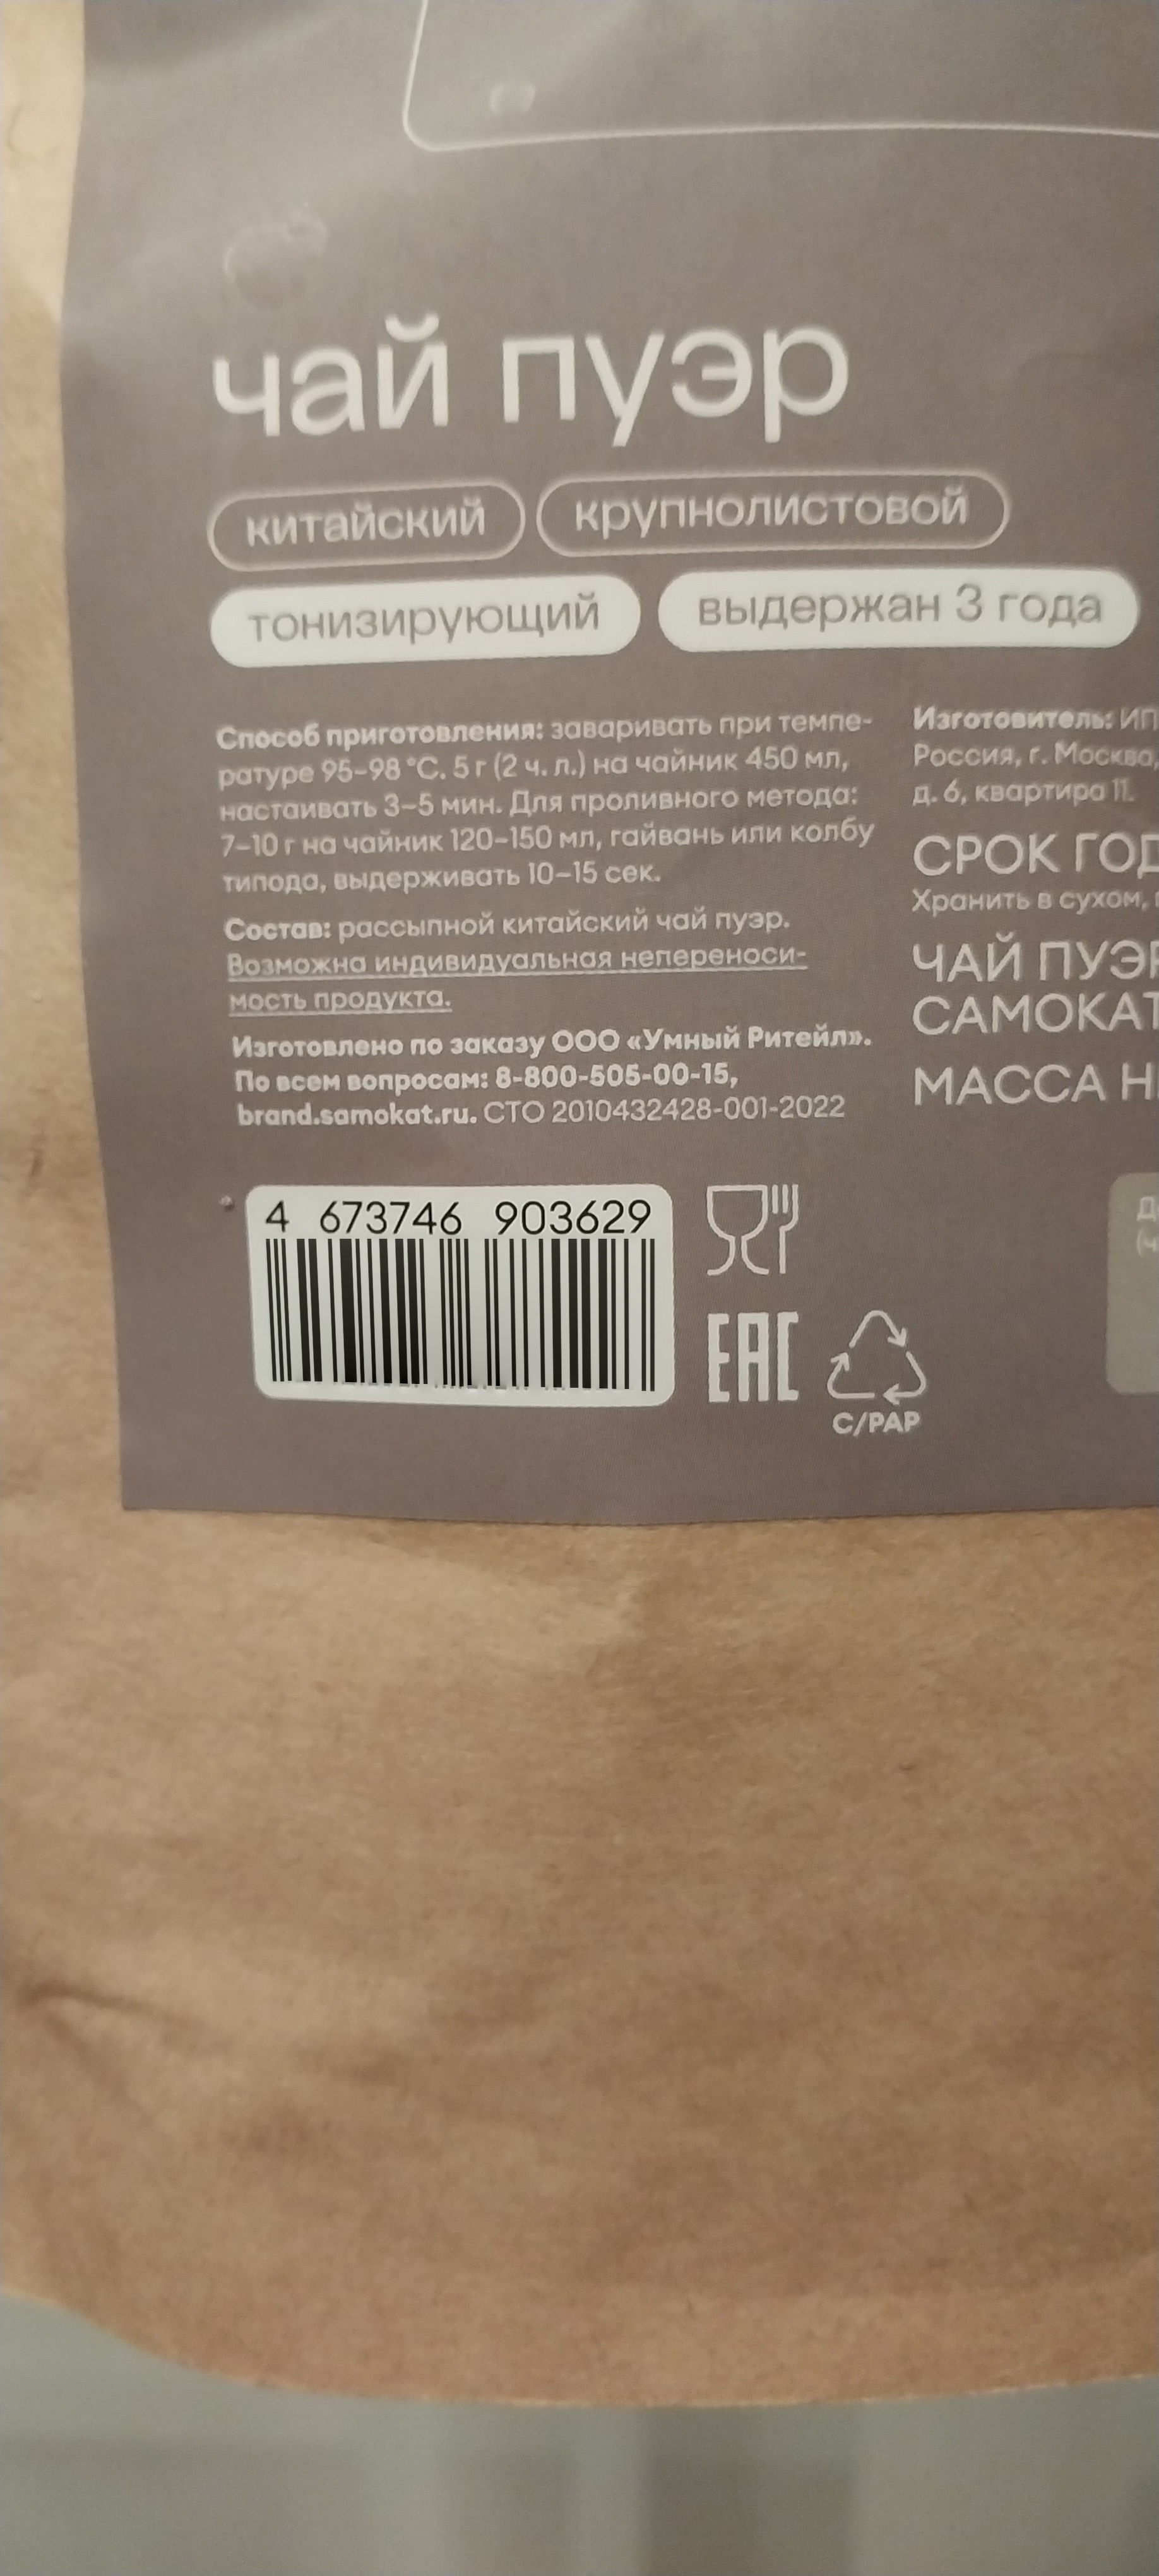 чай пуэр
китайский крупнолистовой
тонизирующий выдержан 3 года
Способ приготовления: заваривать при темпе-
ратуре 95–98 °С. 5 г (2 ч. л.) на чайник 450 мл,
настаивать 3–5 мин. Для проливного метода:
7–10 г на чайник 120–150 мл, гайвань или колбу
типода, выдерживать 10–15 сек.
Состав: рассыпной китайский чай пуэр.
Возможна индивидуальная непереноси-
мость продукта.
Изготовлено по заказу ООО «Умный Ритейл».
По всем вопросам: 8-800-505-00-15,
brand.samokat.ru. СТО 2010432428-001-2022
Изготовитель: ИП
Россия, г. Москва,
д. 6, квартира 11.
СРОК ГОД
Хранить в сухом,
ЧАЙ ПУЭР
САМОКАТ
МАССА Н
4 673746 903629
EAC
C/PAP